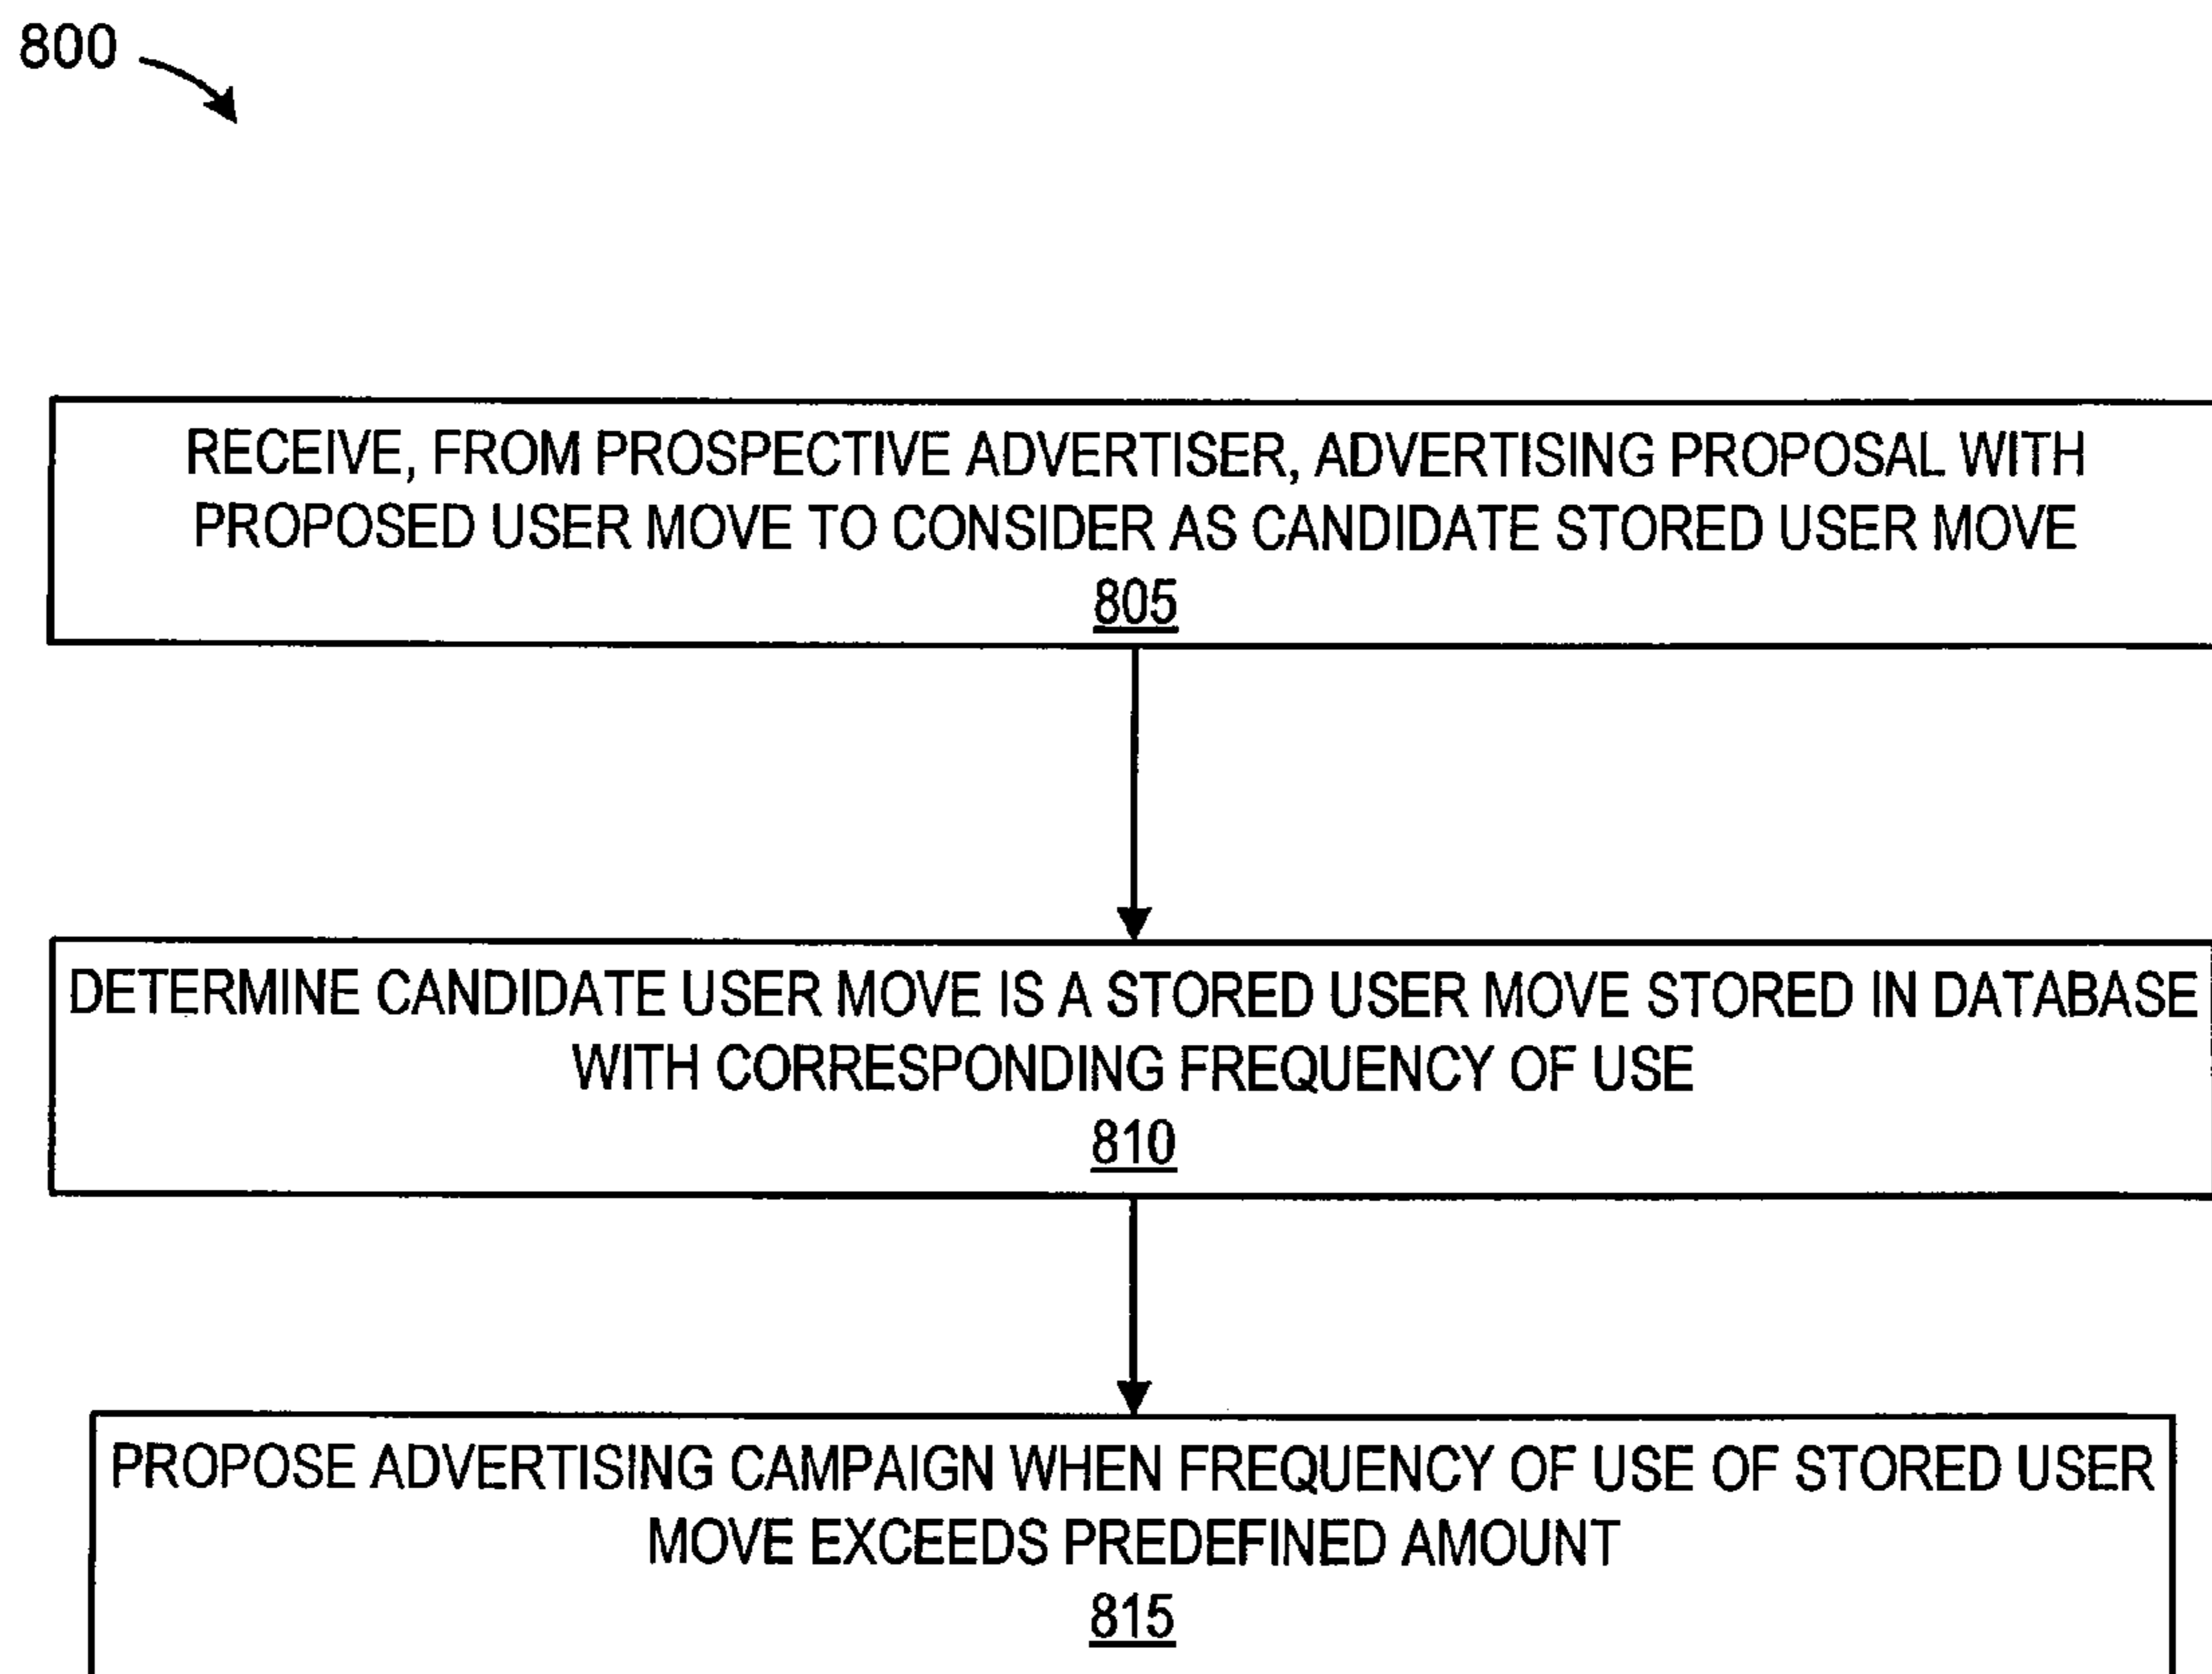 800
RECEIVE, FROM PROSPECTIVE ADVERTISER, ADVERTISING PROPOSAL WITH
PROPOSED USER MOVE TO CONSIDER AS CANDIDATE STORED USER MOVE
805
DETERMINE CANDIDATE USER MOVE IS A STORED USER MOVE STORED IN DATABASE
WITH CORRESPONDING FREQUENCY OF USE
810
PROPOSE ADVERTISING CAMPAIGN WHEN FREQUENCY OF USE OF STORED USER
MOVE EXCEEDS PREDEFINED AMOUNT
815